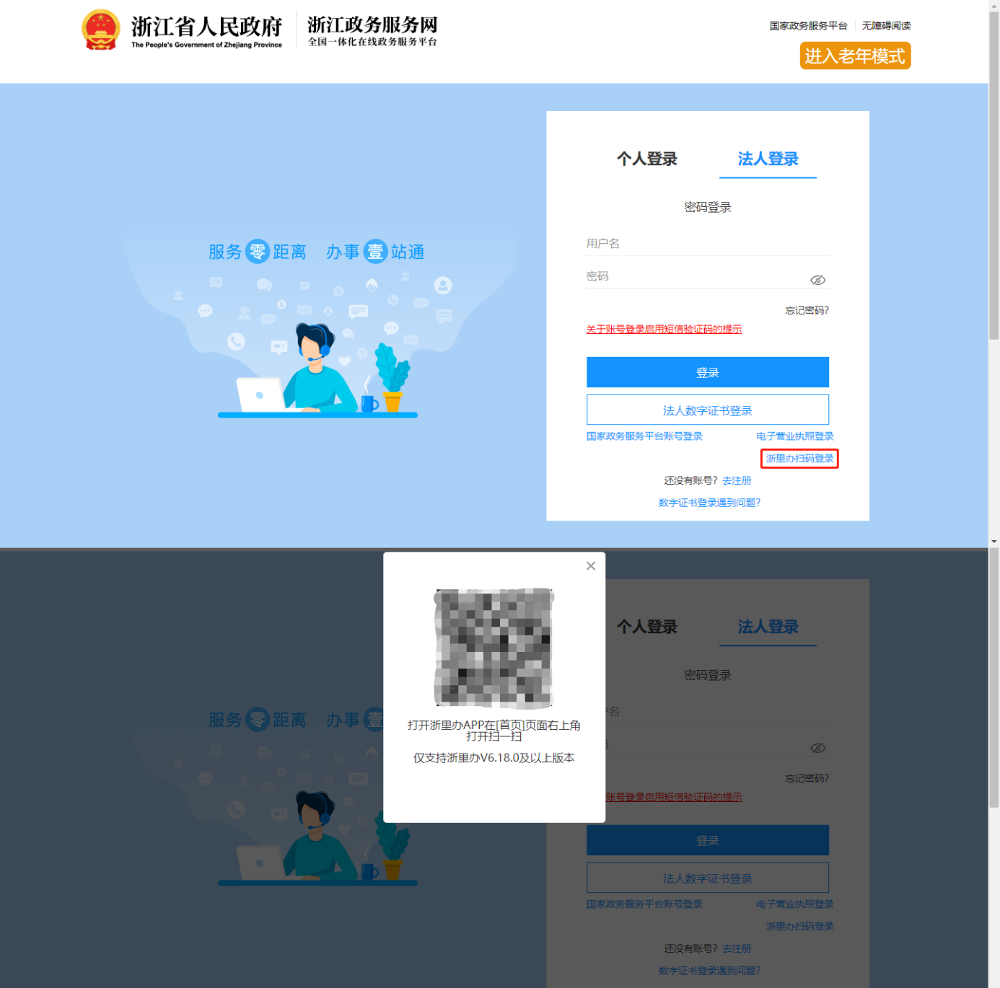 浙江省人民政府
The People's Government of Zhejiang Province
浙江政务服务网
全国一体化在线政务服务平台
国家政务服务平台 无障碍阅读
进入老年模式
个人登录 法人登录
密码登录
用户名
密码
忘记密码?
关于账号登录启用短信验证码的提示
登录
法人数字证书登录
国家政务服务平台账号登录 电子营业执照登录
浙里办扫码登录
还没有账号? 去注册
数字证书登录遇到问题?
服务零距离 办事壹站通
打开浙里办APP在[首页]页面右上角
打开扫一扫
仅支持浙里办V6.18.0及以上版本
个人登录 法人登录
密码登录
户名
忘记密码?
账号登录启用短信验证码的提示
登录
法人数字证书登录
国家政务服务平台账号登录 电子营业执照登录
浙里办扫码登录
还没有账号? 去注册
数字证书登录遇到问题?
服务零距离 办事壹